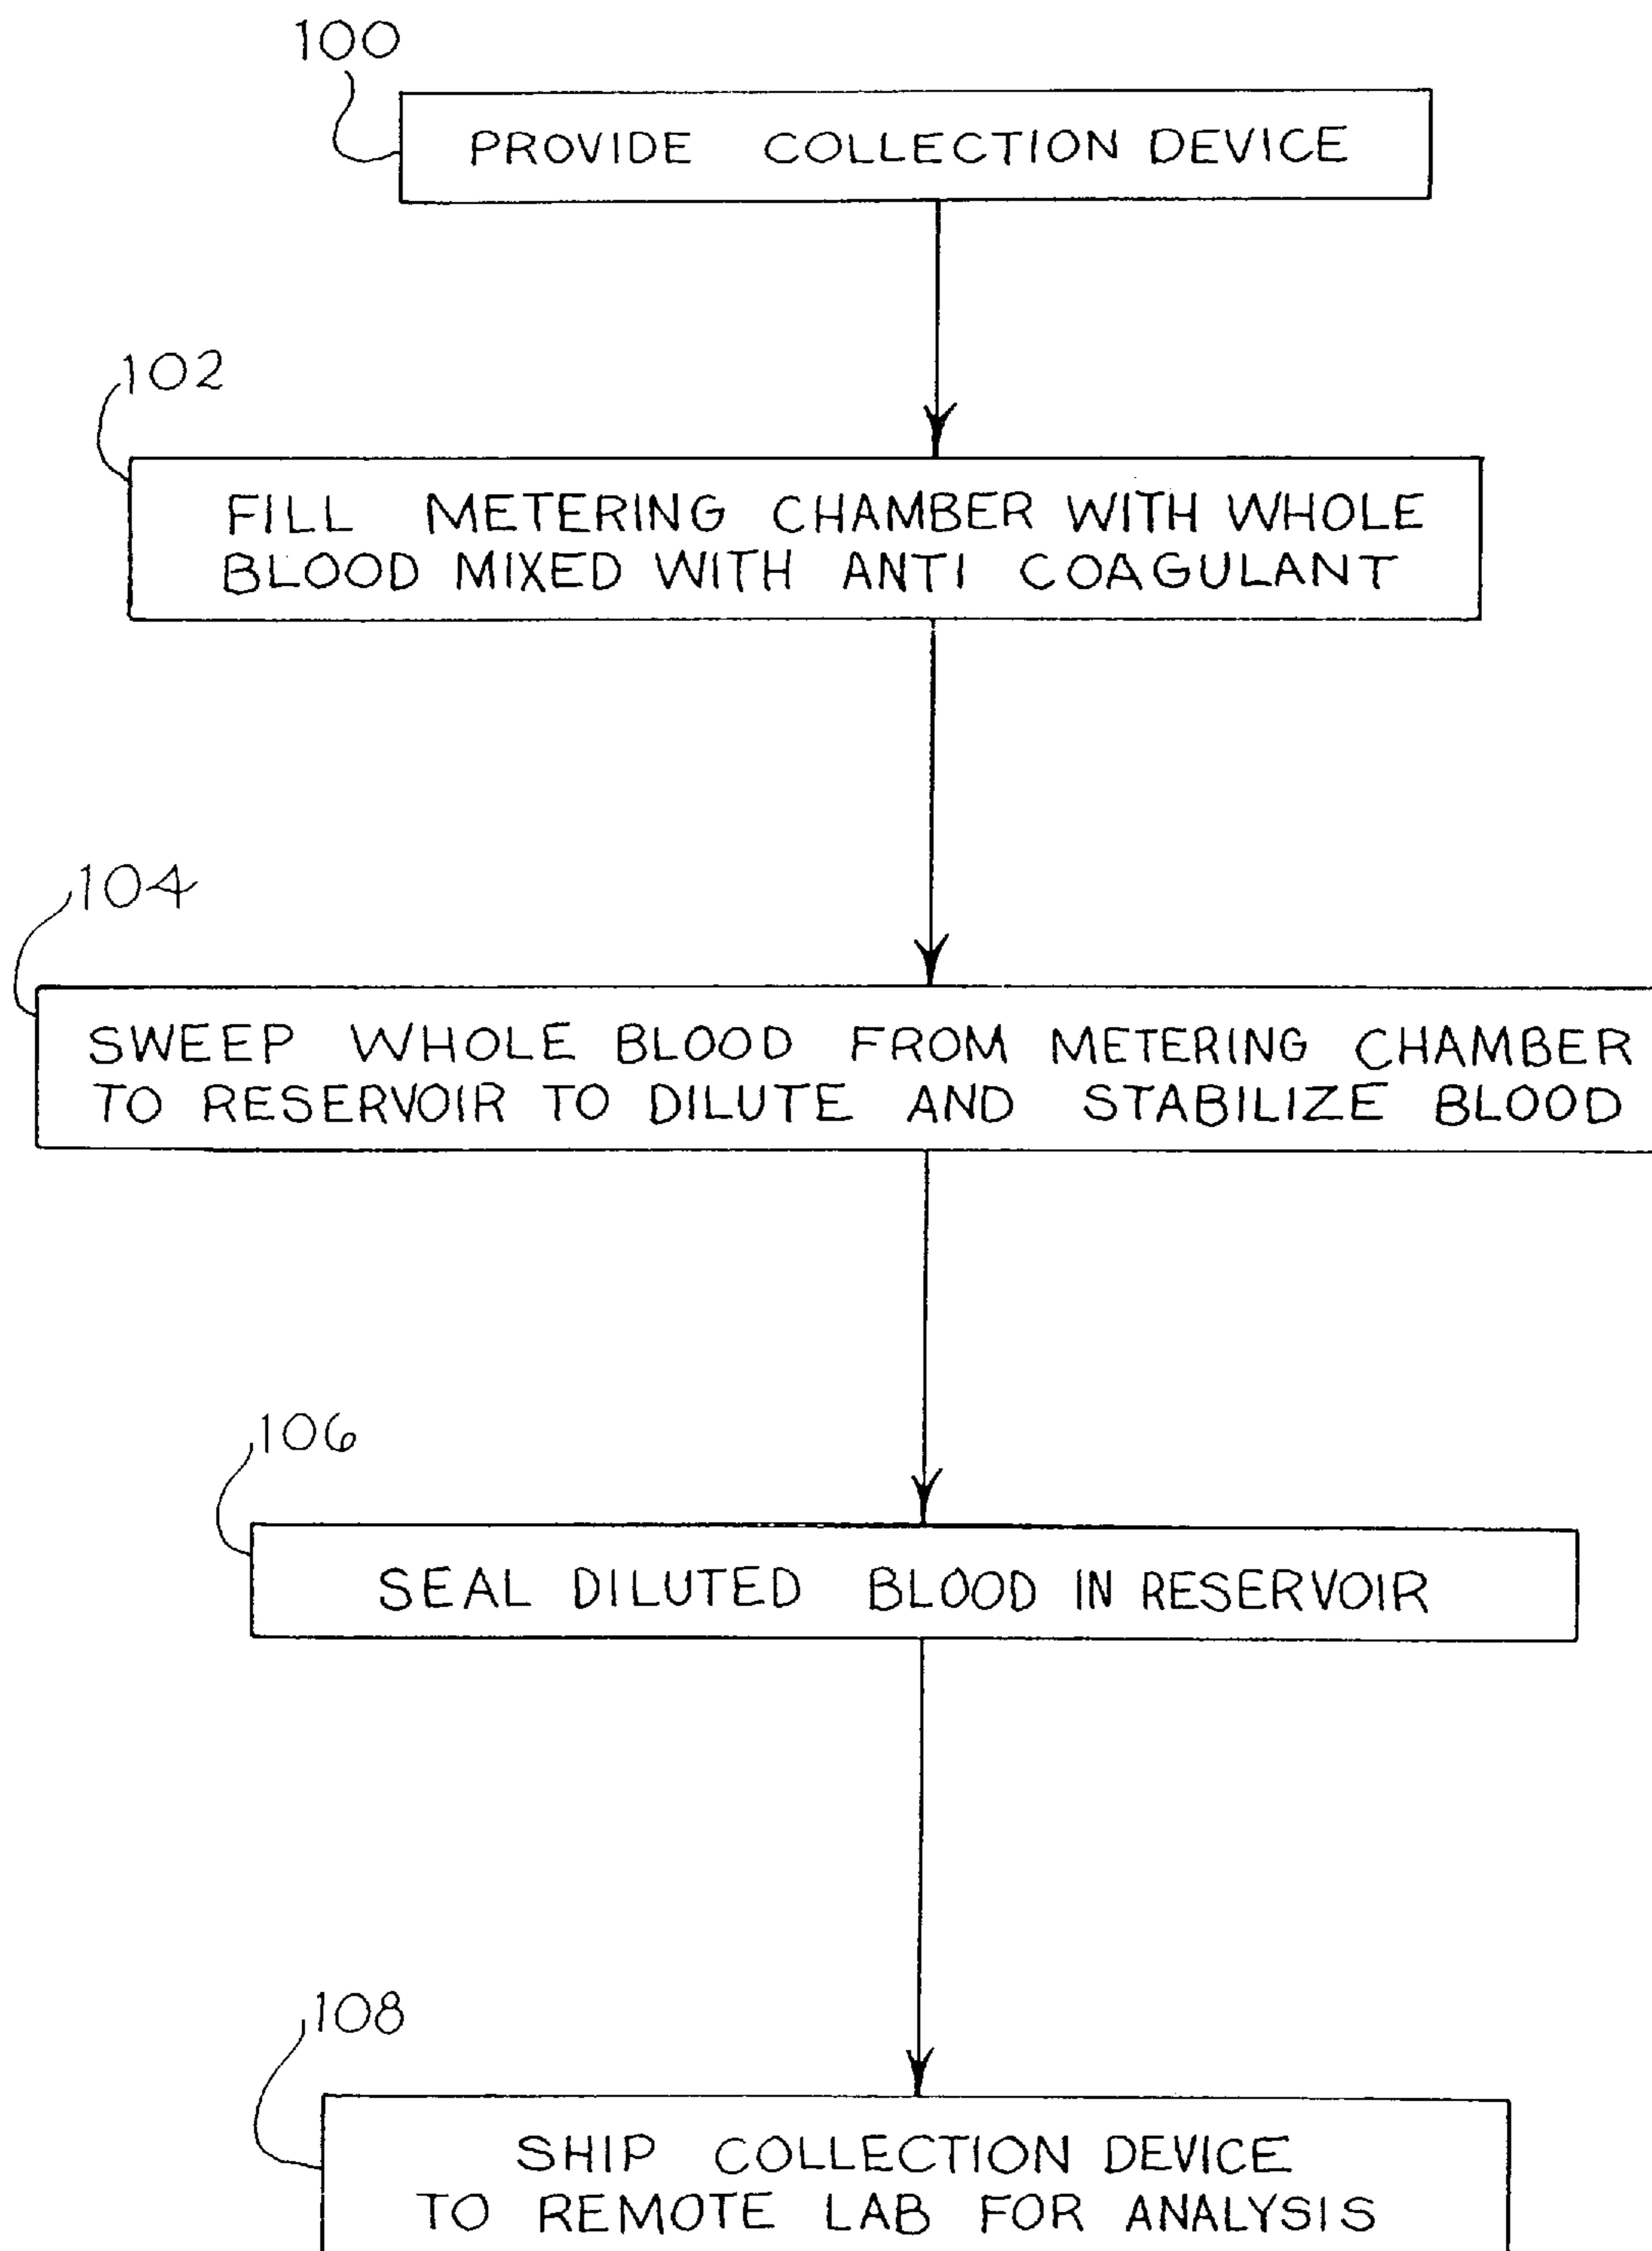 100
PROVIDE COLLECTION DEVICE
102
FILL METERING CHAMBER WITH WHOLE
BLOOD MIXED WITH ANTI COAGULANT
104
SWEEP WHOLE BLOOD FROM METERING CHAMBER
TO RESERVOIR TO DILUTE AND STABILIZE BLOOD
106
SEAL DILUTED BLOOD IN RESERVOIR
108
SHIP COLLECTION DEVICE
TO REMOTE LAB FOR ANALYSIS